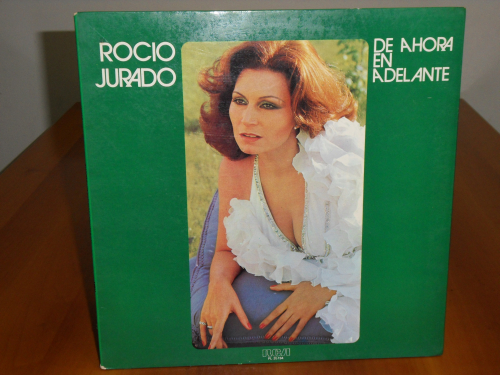 ROCIO
JURADO
DE AHORA
EN
ADELANTE
RCA